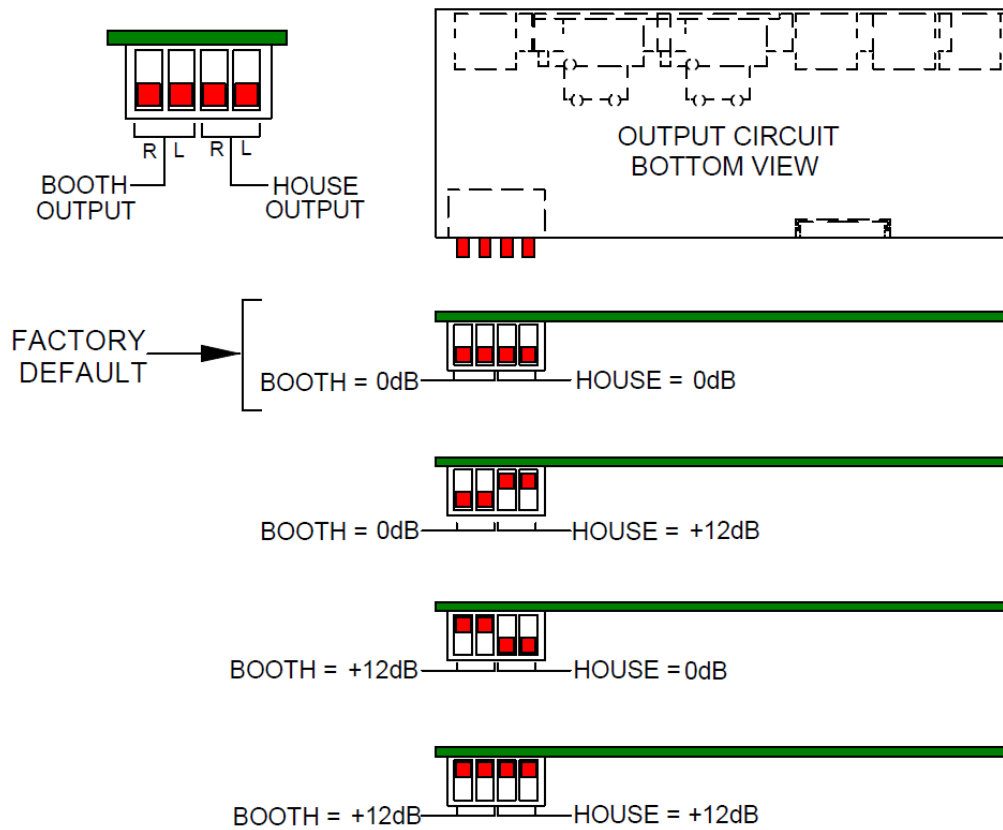 R L R L
BOOTH
OUTPUT
HOUSE
OUTPUT
OUTPUT CIRCUIT
BOTTOM VIEW
FACTORY
DEFAULT
BOOTH = 0dB
HOUSE = 0dB
BOOTH = 0dB
HOUSE = +12dB
BOOTH = +12dB
HOUSE = 0dB
BOOTH = +12dB
HOUSE = +12dB